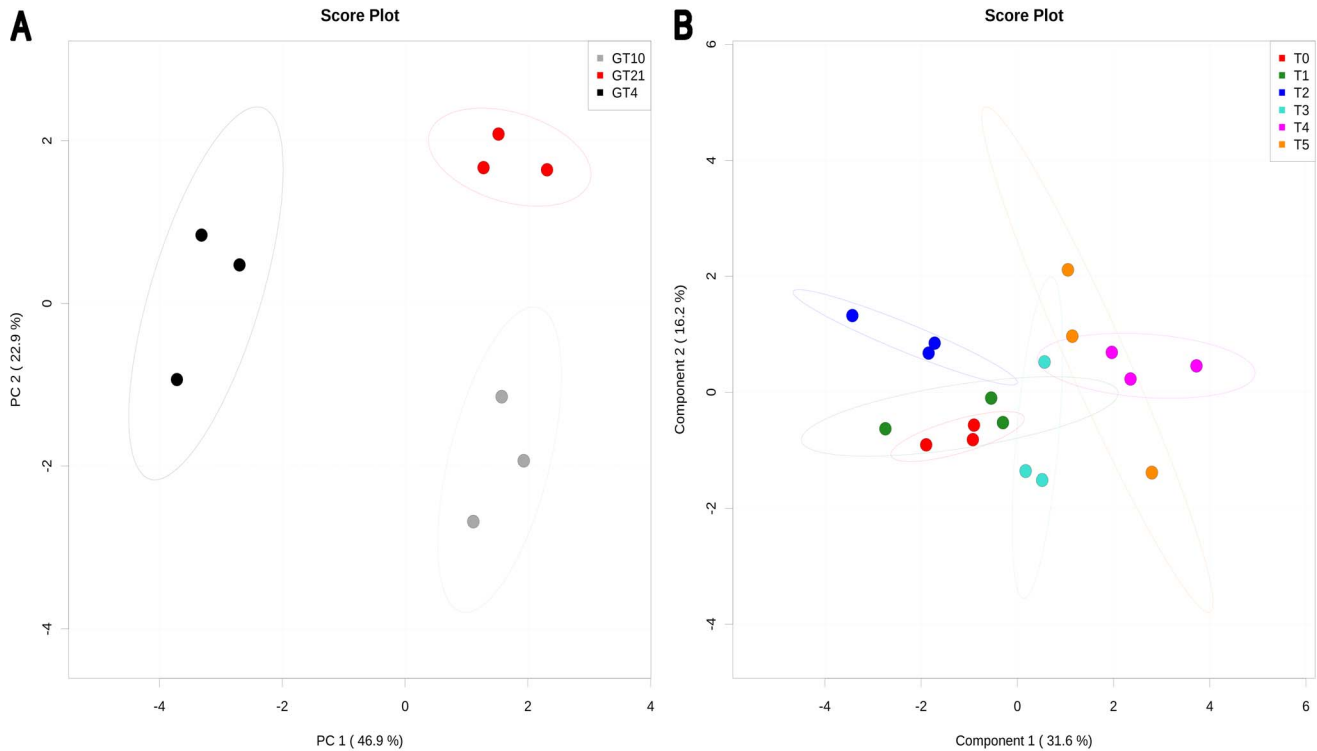 A
Score Plot
GT10
GT21
GT4
2
0
-2
-4
PC 2 ( 22.9 %)
-4
-2
0
2
4
PC 1 ( 46.9 %)
B
Score Plot
T0
T1
T2
T3
T4
T5
6
4
2
0
-2
-4
Component 2 ( 16.2 %)
-4
-2
0
2
4
6
Component 1 ( 31.6 %)